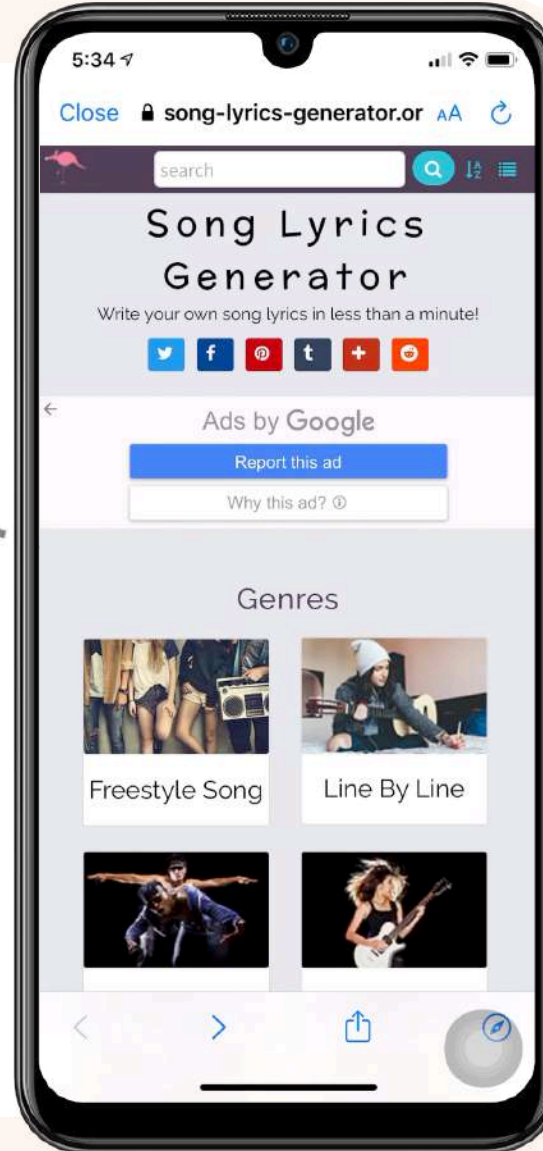 5:34
Close song-lyrics-generator.or AA
search
Song Lyrics
Generator
Write your own song lyrics in less than a minute!
Ads by Google
Report this ad
Why this ad?
Genres
Freestyle Song
Line By Line